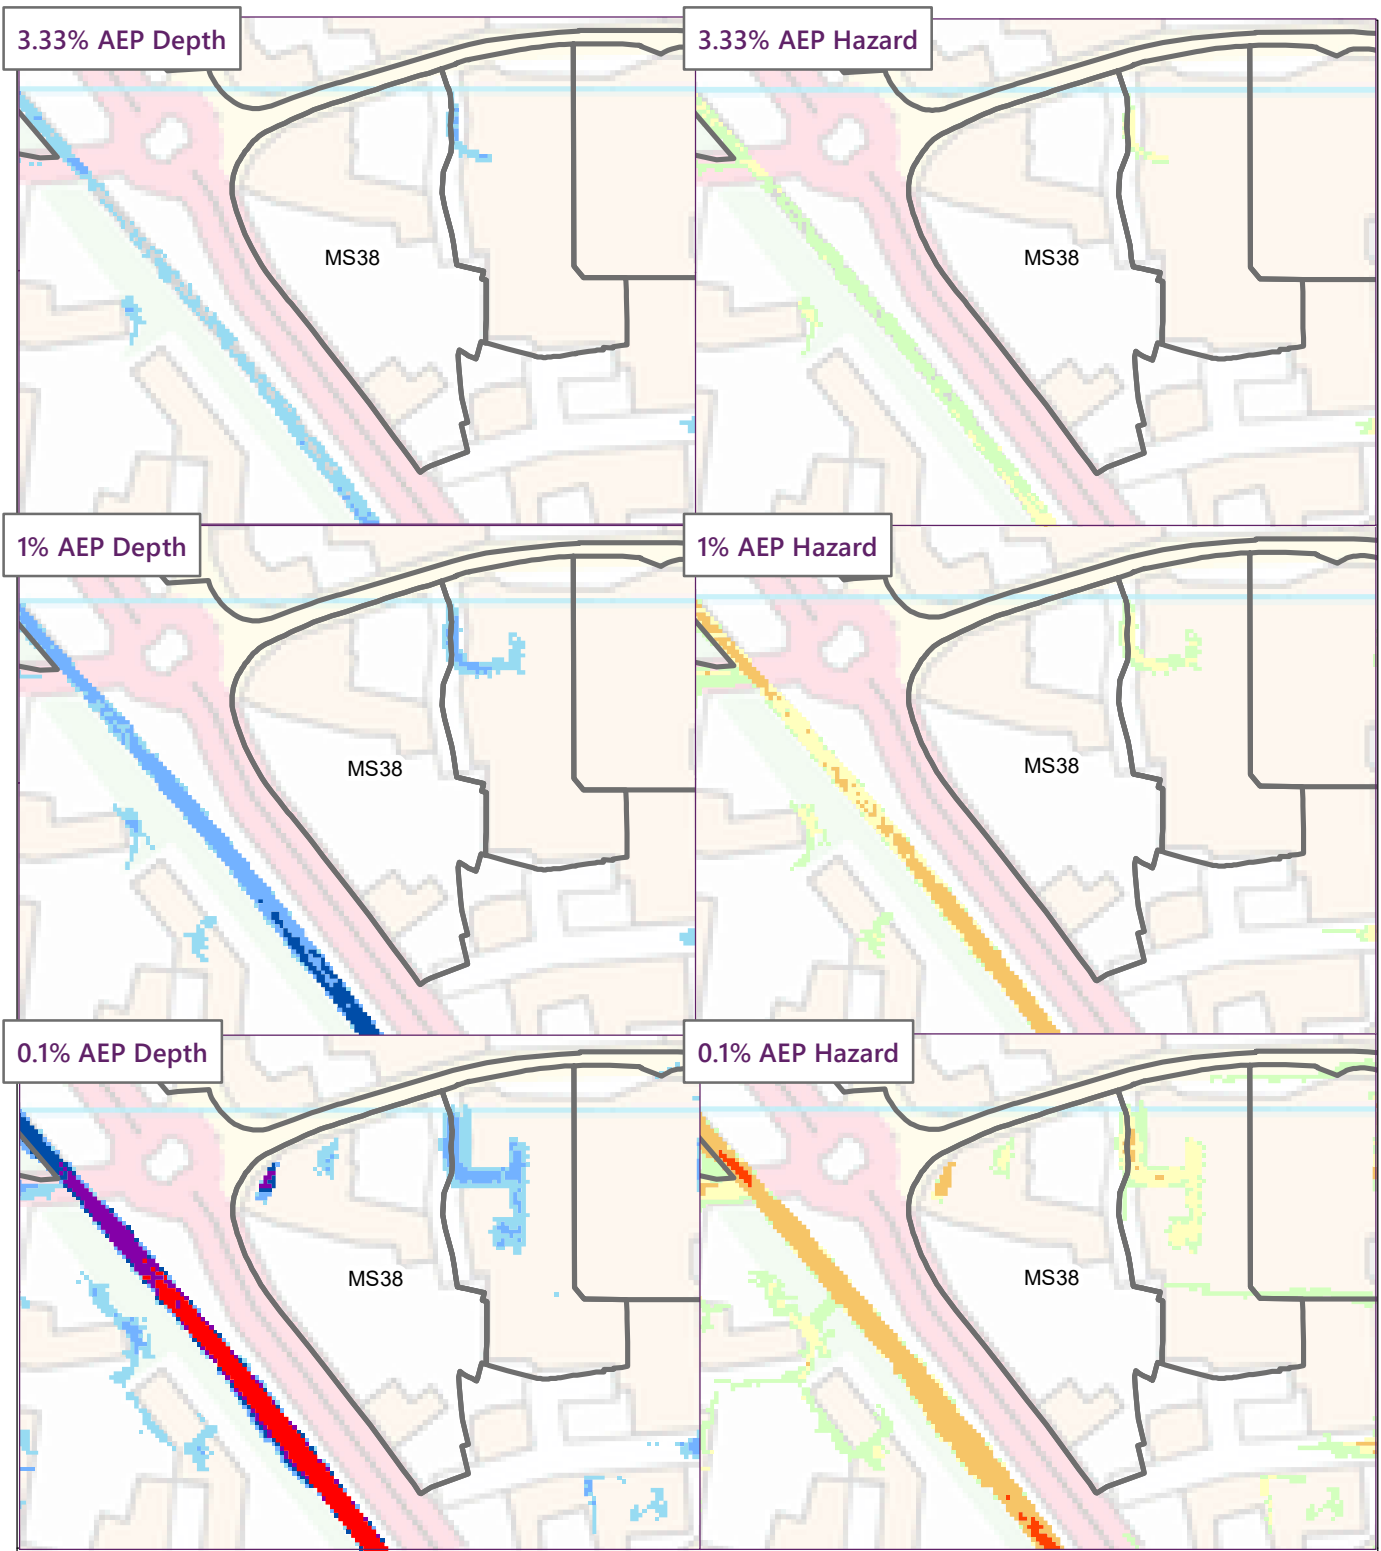 3.33% AEP Depth
3.33% AEP Hazard
MS38
MS38
1% AEP Depth
1% AEP Hazard
MS38
MS38
0.1% AEP Depth
0.1% AEP Hazard
MS38
MS38